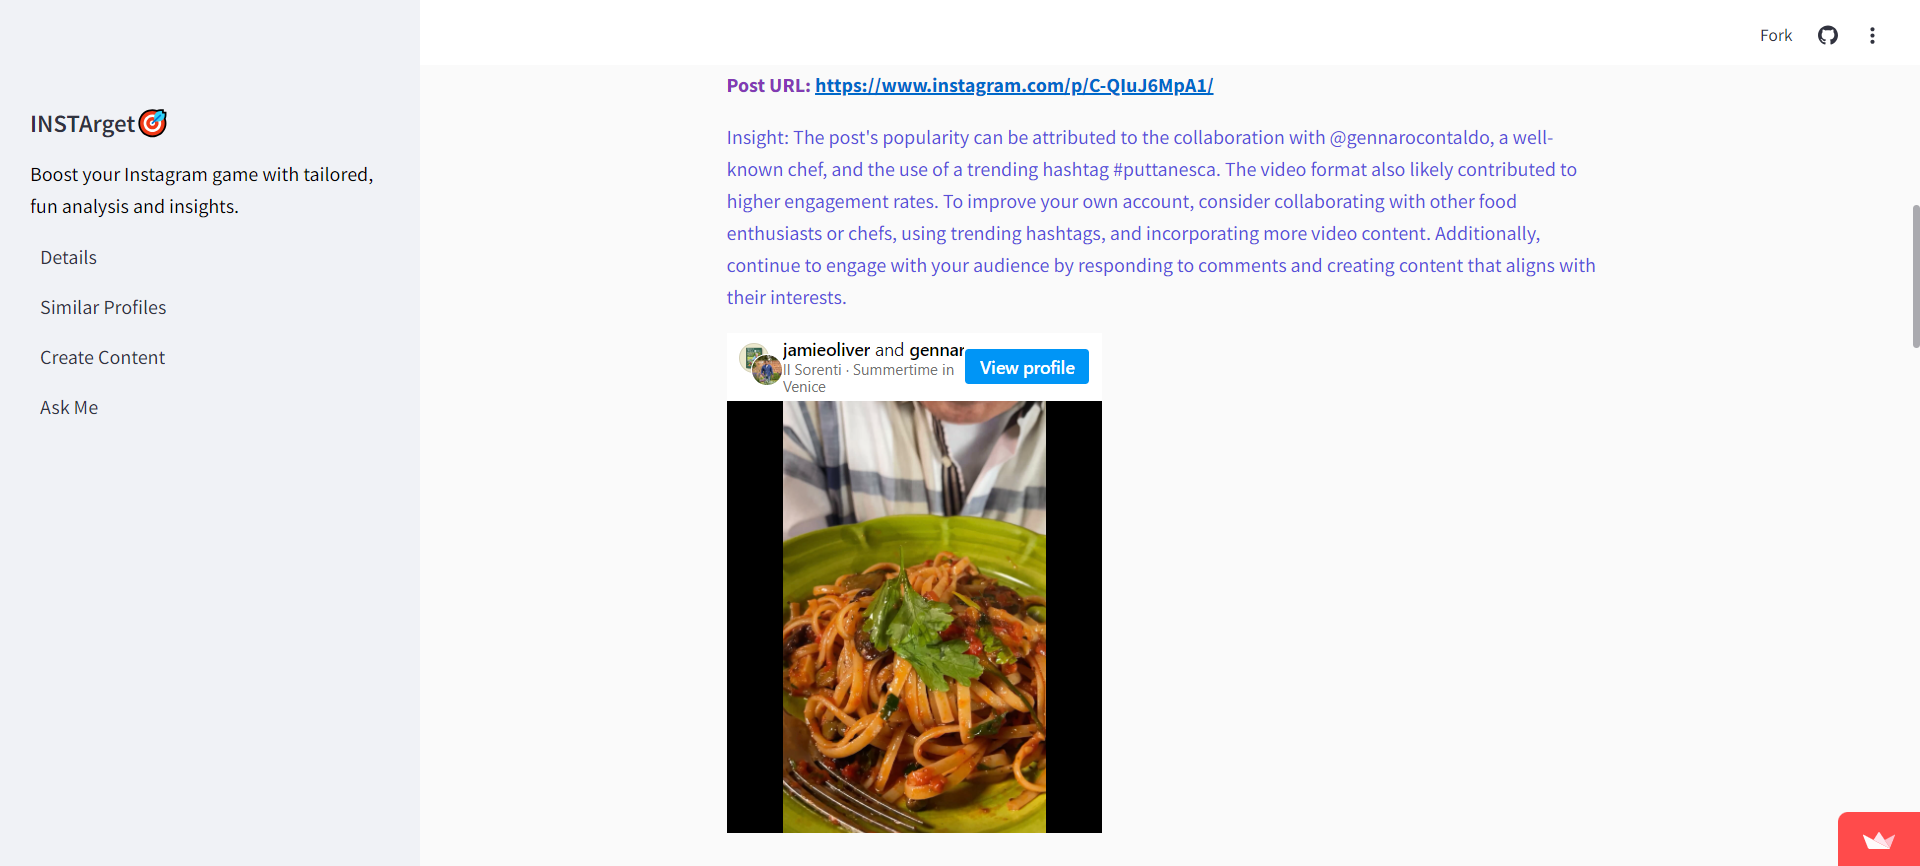 Fork
INSTArget
Boost your Instagram game with tailored,
fun analysis and insights.
Details
Similar Profiles
Create Content
Ask Me
Post URL: https://www.instagram.com/p/C-QIuJ6MpA1/
Insight: The post's popularity can be attributed to the collaboration with @gennarocontaldo, a well-
known chef, and the use of a trending hashtag #puttanesca. The video format also likely contributed to
higher engagement rates. To improve your own account, consider collaborating with other food
enthusiasts or chefs, using trending hashtags, and incorporating more video content. Additionally,
continue to engage with your audience by responding to comments and creating content that aligns with
their interests.
jamieoliver and gennar
Il Sorenti · Summertime in
Venice
View profile